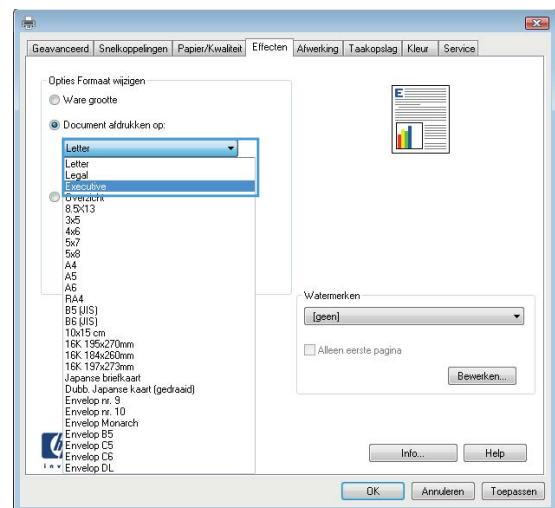 Geavanceerd Snelkoppelingen Papier/Kwaliteit Effecten Afwerking Taakopslag Kleur Service
Opties Formaat wijzigen
Ware grootte
Document afdrukken op:
Letter
Letter
Legal
Executive
Overzicht
8.5X13
3x5
4x6
5x7
5x8
A4
A5
A6
RA4
B5 (JIS)
B6 (JIS)
10x15 cm
16K 195x270mm
16K 184x260mm
16K 197x273mm
Japanse briefkaart
Dubb. Japanse kaart (gedraaid)
Envelop nr. 9
Envelop nr. 10
Envelop Monarch
Envelop B5
Envelop C5
Envelop C6
Envelop DL
E
Watermerken
[geen]
Alleen eerste pagina
Bewerken...
i n v
Info... Help
OK Annuleren Toepassen